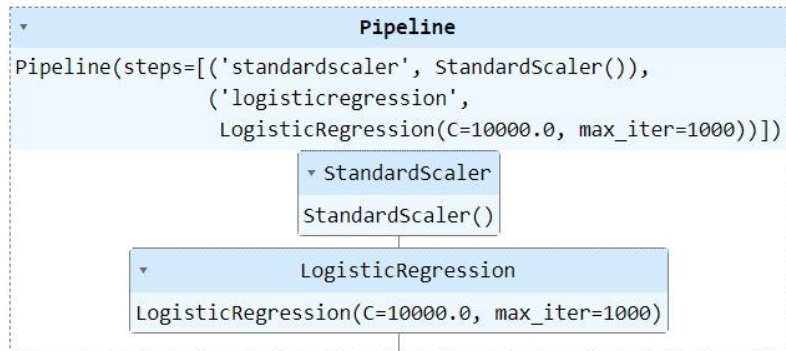 Pipeline
Pipeline(steps=[('standardscaler', StandardScaler()),
('logisticregression',
LogisticRegression(C=10000.0, max_iter=1000))])
StandardScaler
StandardScaler()
LogisticRegression
LogisticRegression(C=10000.0, max_iter=1000)